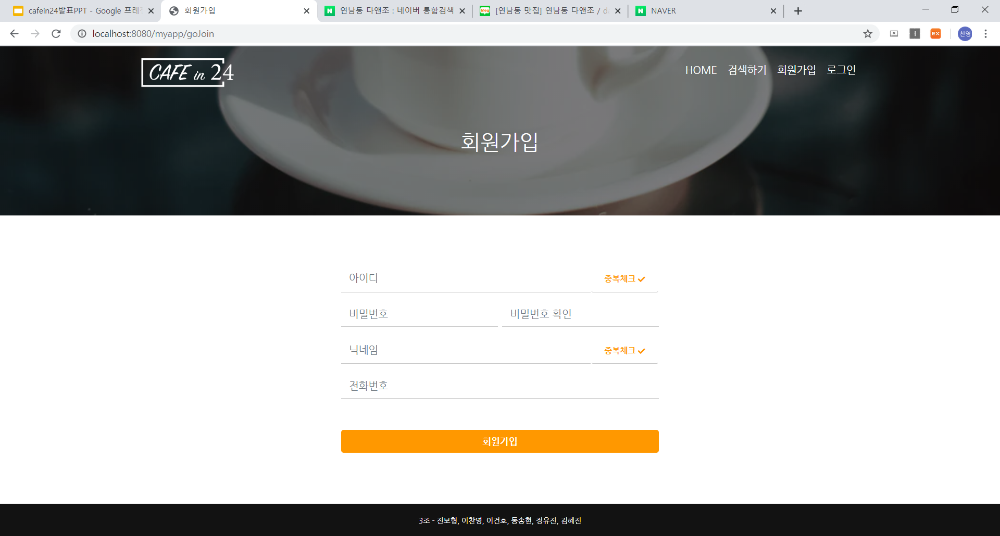 cafein24발표PPT - Google 프레
회원가입
연남동 다앤조 : 네이버 통합검색
[연남동 맛집] 연남동 다앤조 / d
NAVER
localhost:8080/myapp/goJoin
EX
찬영
CAFE in 24
HOME 검색하기 회원가입 로그인
회원가입
아이디 중복체크
비밀번호 비밀번호 확인
닉네임 중복체크
전화번호
회원가입
3조 - 진보형, 이찬영, 이건호, 동송현, 정유진, 김혜진